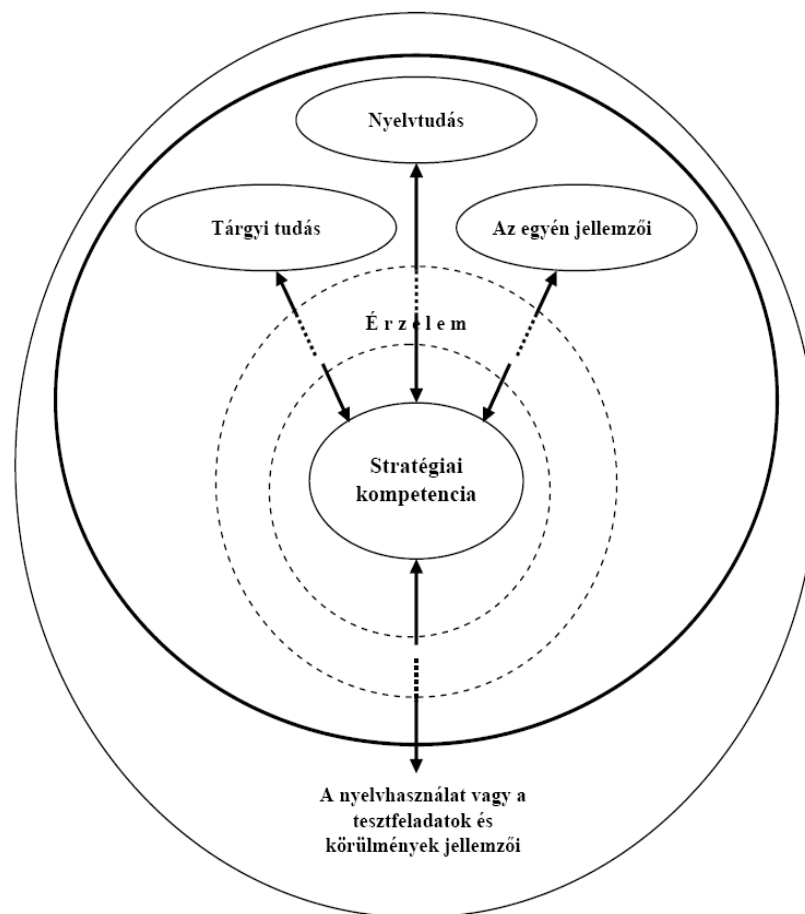 Nyelvtudás
Tárgyi tudás
Az egyén jellemzői
É r z e l e m
Stratégiai
kompetencia
A nyelvhasználat vagy a
tesztfeladatok és
körülmények jellemzői